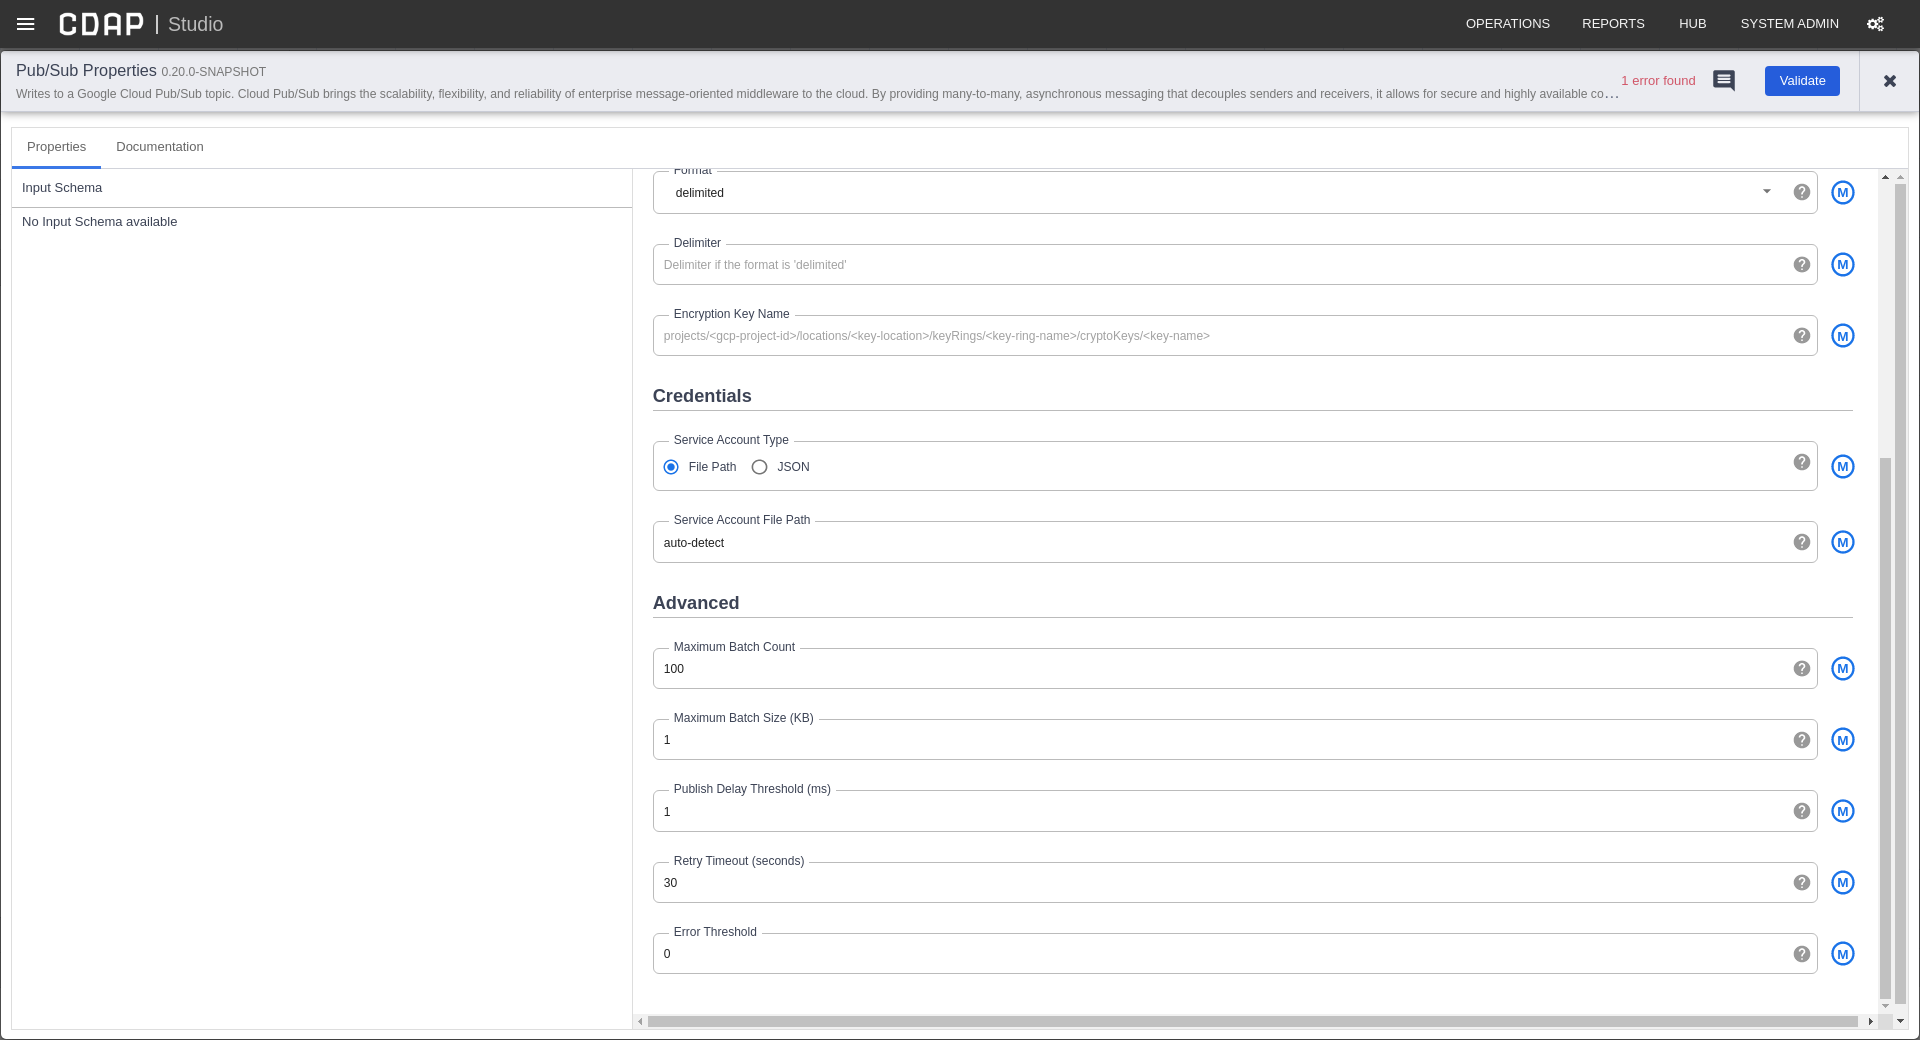 CDAP | Studio
OPERATIONS REPORTS HUB SYSTEM ADMIN
Pub/Sub Properties 0.20.0-SNAPSHOT
Writes to a Google Cloud Pub/Sub topic. Cloud Pub/Sub brings the scalability, flexibility, and reliability of enterprise message-oriented middleware to the cloud. By providing many-to-many, asynchronous messaging that decouples senders and receivers, it allows for secure and highly available co...
1 error found
Validate
Properties Documentation
Input Schema
No Input Schema available
Format
delimited
M
Delimiter
Delimiter if the format is 'delimited'
M
Encryption Key Name
projects/<gcp-project-id>/locations/<key-location>/keyRings/<key-ring-name>/cryptoKeys/<key-name>
M
Credentials
Service Account Type
File Path JSON
M
Service Account File Path
auto-detect
M
Advanced
Maximum Batch Count
100
M
Maximum Batch Size (KB)
1
M
Publish Delay Threshold (ms)
1
M
Retry Timeout (seconds)
30
M
Error Threshold
0
M